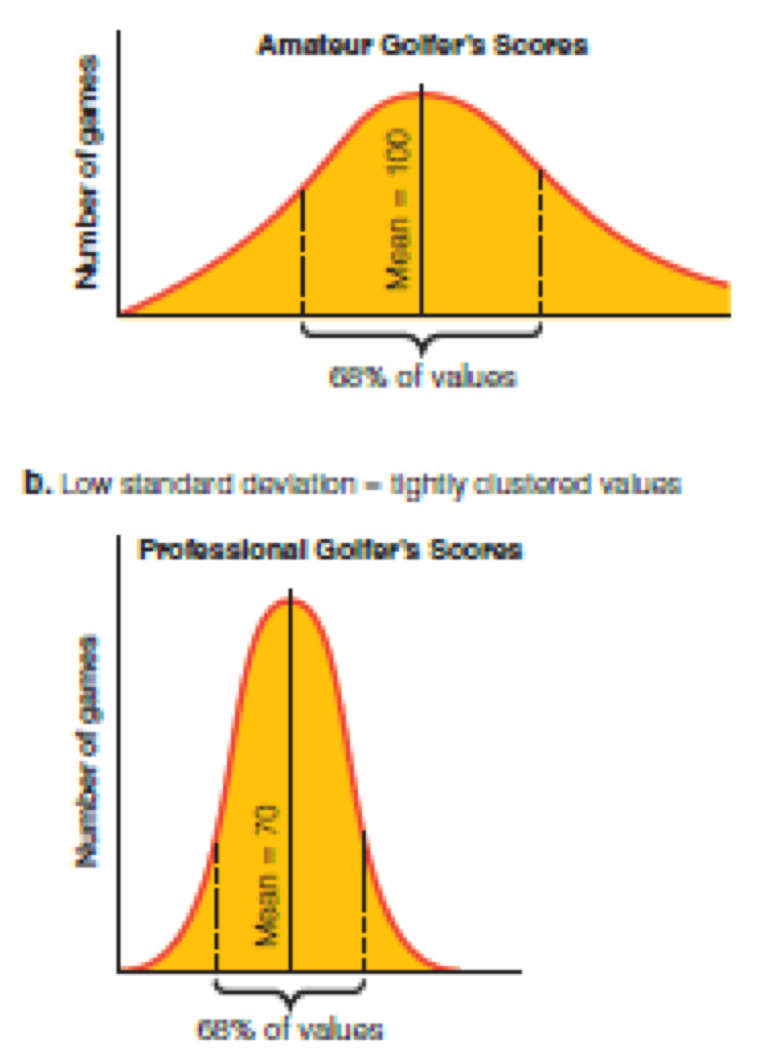 Amateur Golfer's Scores
Number of games
Mean = 100
68% of values
b. Low standard deviation = tightly clustered values
Professional Golfer's Scores
Number of games
Mean = 70
68% of values